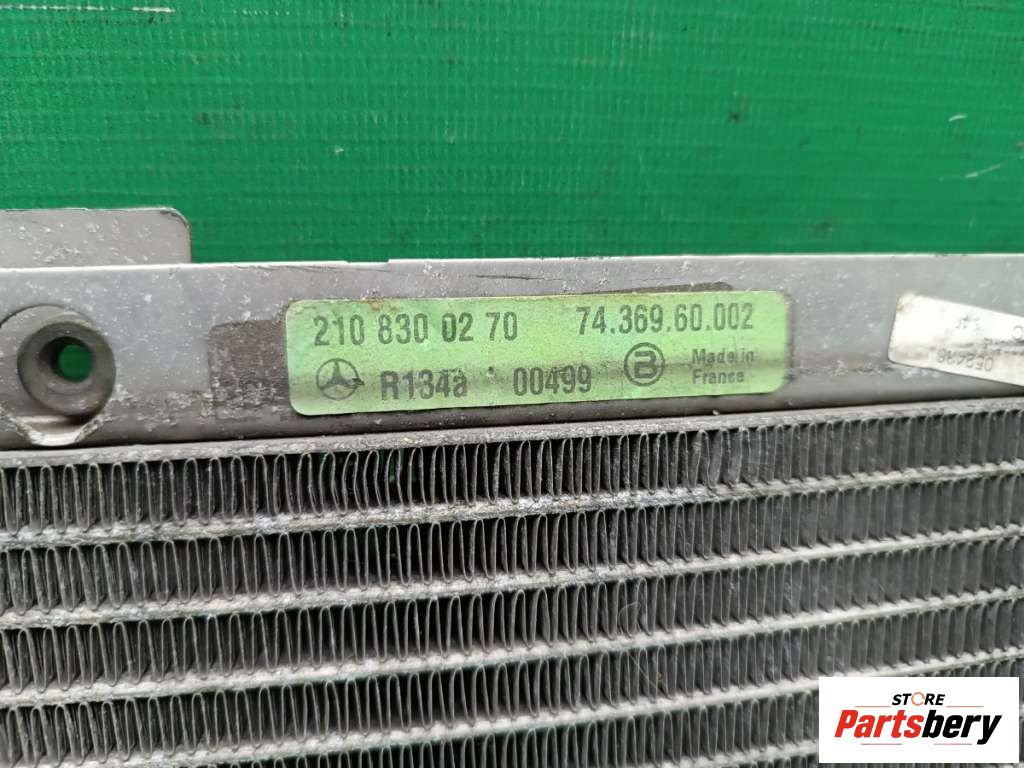 210 830 02 70 74.369.60.002
R134a 00499 B Made in
France
STORE
Partsbery